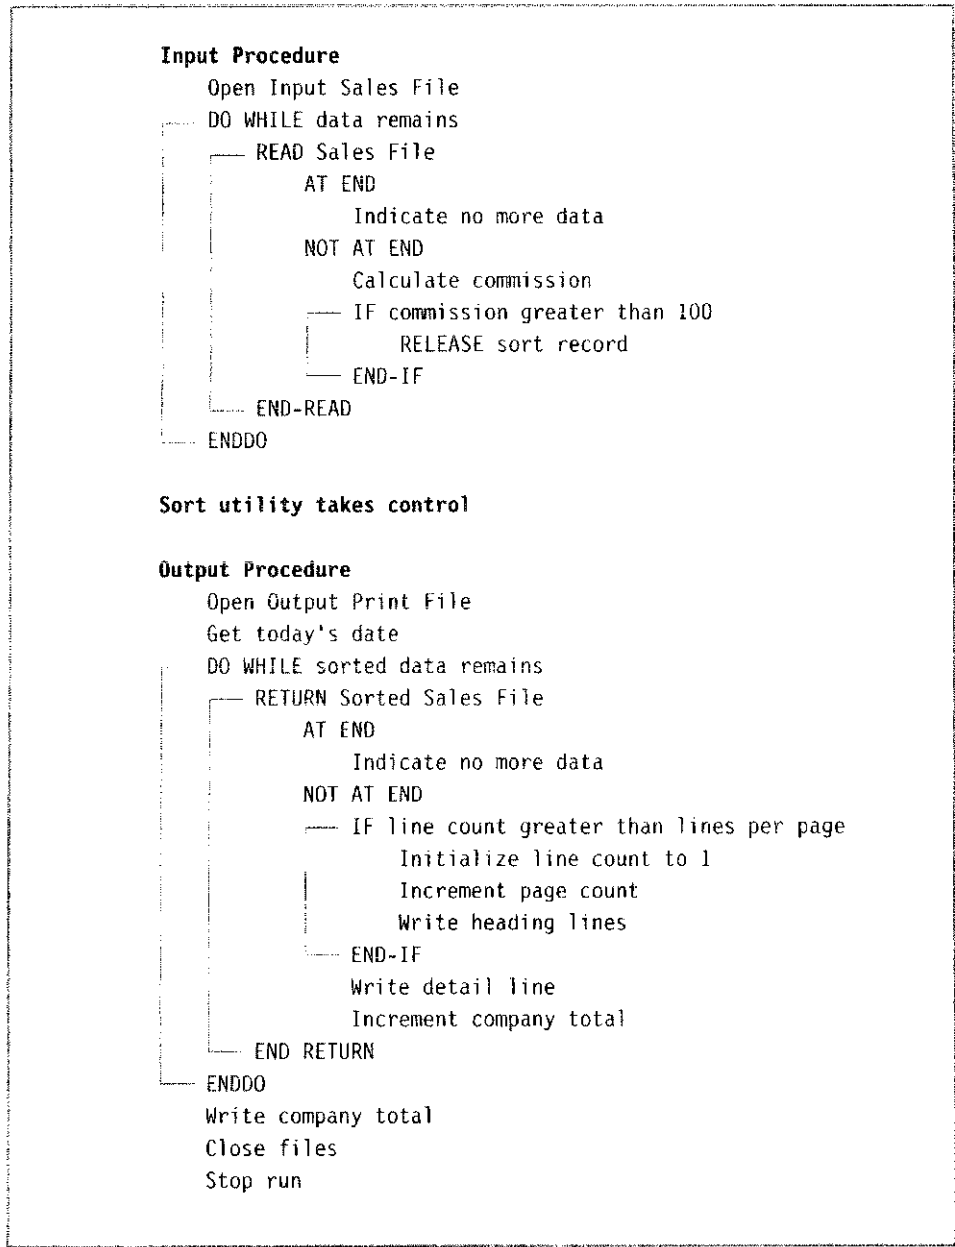 Input Procedure
Open Input Sales File
DO WHILE data remains
READ Sales File
AT END
Indicate no more data
NOT AT END
Calculate commission
IF commission greater than 100
RELEASE sort record
END-IF
END-READ
ENDDO
Sort utility takes control
Output Procedure
Open Output Print File
Get today's date
DO WHILE sorted data remains
RETURN Sorted Sales File
AT END
Indicate no more data
NOT AT END
IF line count greater than lines per page
Initialize line count to 1
Increment page count
Write heading lines
END-IF
Write detail line
Increment company total
END RETURN
ENDDO
Write company total
Close files
Stop run